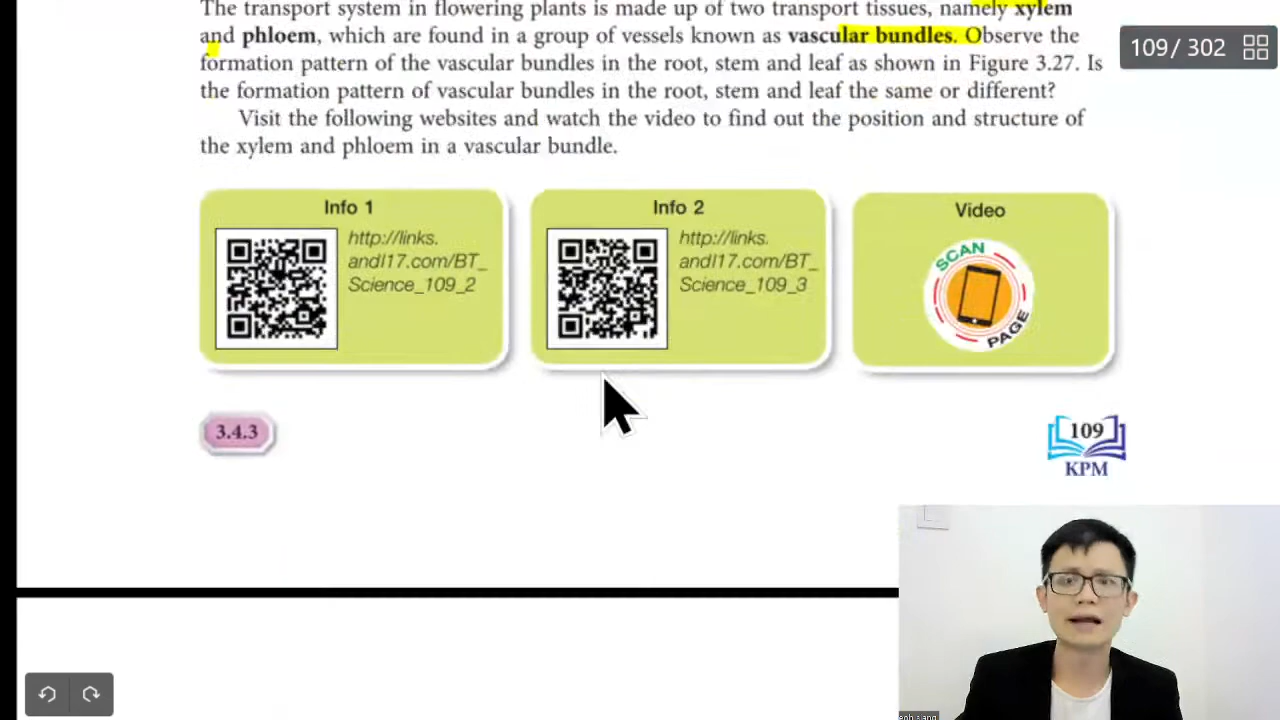 The transport system in flowering plants is made up of two transport tissues, namely xylem
and phloem, which are found in a group of vessels known as vascular bundles. Observe the
formation pattern of the vascular bundles in the root, stem and leaf as shown in Figure 3.27. Is
the formation pattern of vascular bundles in the root, stem and leaf the same or different?
Visit the following websites and watch the video to find out the position and structure of
the xylem and phloem in a vascular bundle.
109/ 302
Info 1
http://links.
andl17.com/BT_
Science_109_2
Info 2
http://links.
andl17.com/BT_
Science_109_3
Video
SCAN
PAGE
3.4.3
109
KPM